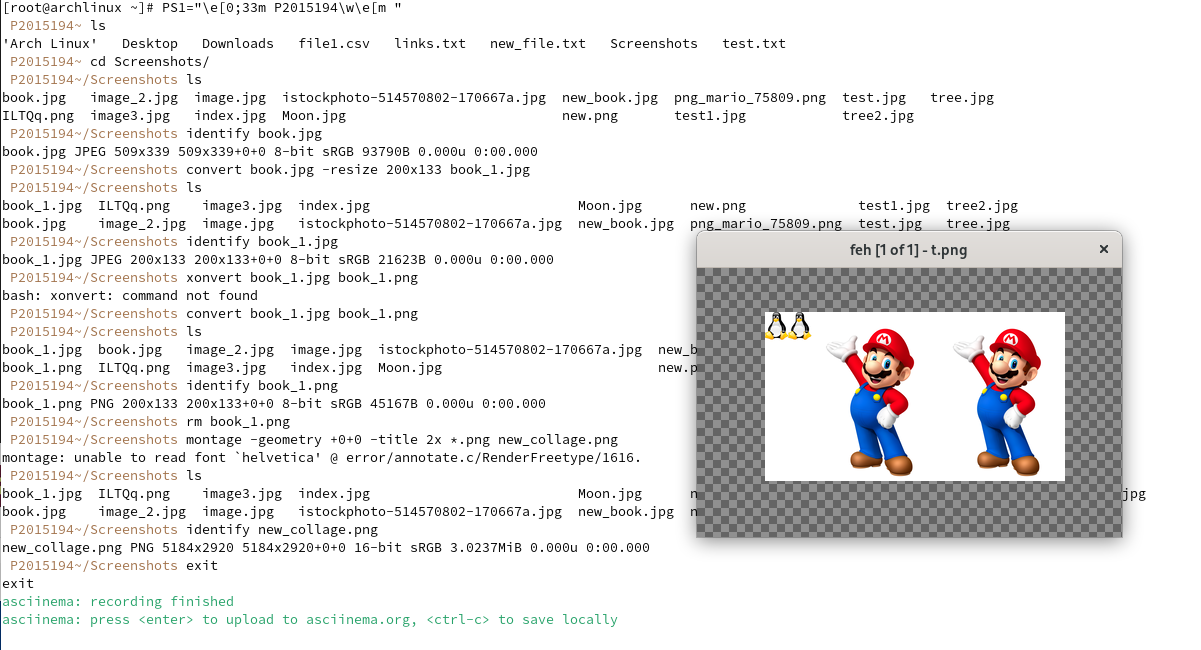 [root@archlinux ~]# PS1="\e[0;33m P2015194\w\e[m "
P2015194~ ls
'Arch Linux' Desktop Downloads file1.csv links.txt new_file.txt Screenshots test.txt
P2015194~ cd Screenshots/
P2015194~/Screenshots ls
book.jpg image_2.jpg image.jpg istockphoto-514570802-170667a.jpg new_book.jpg png_mario_75809.png test.jpg tree.jpg
ILTQq.png image3.jpg index.jpg Moon.jpg new.png test1.jpg tree2.jpg
P2015194~/Screenshots identify book.jpg
book.jpg JPEG 509x339 509x339+0+0 8-bit sRGB 93790B 0.000u 0:00.000
P2015194~/Screenshots convert book.jpg -resize 200x133 book_1.jpg
P2015194~/Screenshots ls
book_1.jpg ILTQq.png image3.jpg index.jpg Moon.jpg new.png test1.jpg tree2.jpg
book.jpg image_2.jpg image.jpg istockphoto-514570802-170667a.jpg new_book.jpg png_mario_75809.png test.jpg tree.jpg
P2015194~/Screenshots identify book_1.jpg
book_1.jpg JPEG 200x133 200x133+0+0 8-bit sRGB 21623B 0.000u 0:00.000
P2015194~/Screenshots xonvert book_1.jpg book_1.png
bash: xonvert: command not found
P2015194~/Screenshots convert book_1.jpg book_1.png
P2015194~/Screenshots ls
book_1.jpg book.jpg image_2.jpg image.jpg istockphoto-514570802-170667a.jpg new_b
book_1.png ILTQq.png image3.jpg index.jpg Moon.jpg new.p
P2015194~/Screenshots identify book_1.png
book_1.png PNG 200x133 200x133+0+0 8-bit sRGB 45167B 0.000u 0:00.000
P2015194~/Screenshots rm book_1.png
P2015194~/Screenshots montage -geometry +0+0 -title 2x *.png new_collage.png
montage: unable to read font `helvetica' @ error/annotate.c/RenderFreetype/1616.
P2015194~/Screenshots ls
book_1.jpg ILTQq.png image3.jpg index.jpg Moon.jpg n jpg
book.jpg image_2.jpg image.jpg istockphoto-514570802-170667a.jpg new_book.jpg n
P2015194~/Screenshots identify new_collage.png
new_collage.png PNG 5184x2920 5184x2920+0+0 16-bit sRGB 3.0237MiB 0.000u 0:00.000
P2015194~/Screenshots exit
exit
asciinema: recording finished
asciinema: press <enter> to upload to asciinema.org, <ctrl-c> to save locally
feh [1 of 1] - t.png
M M